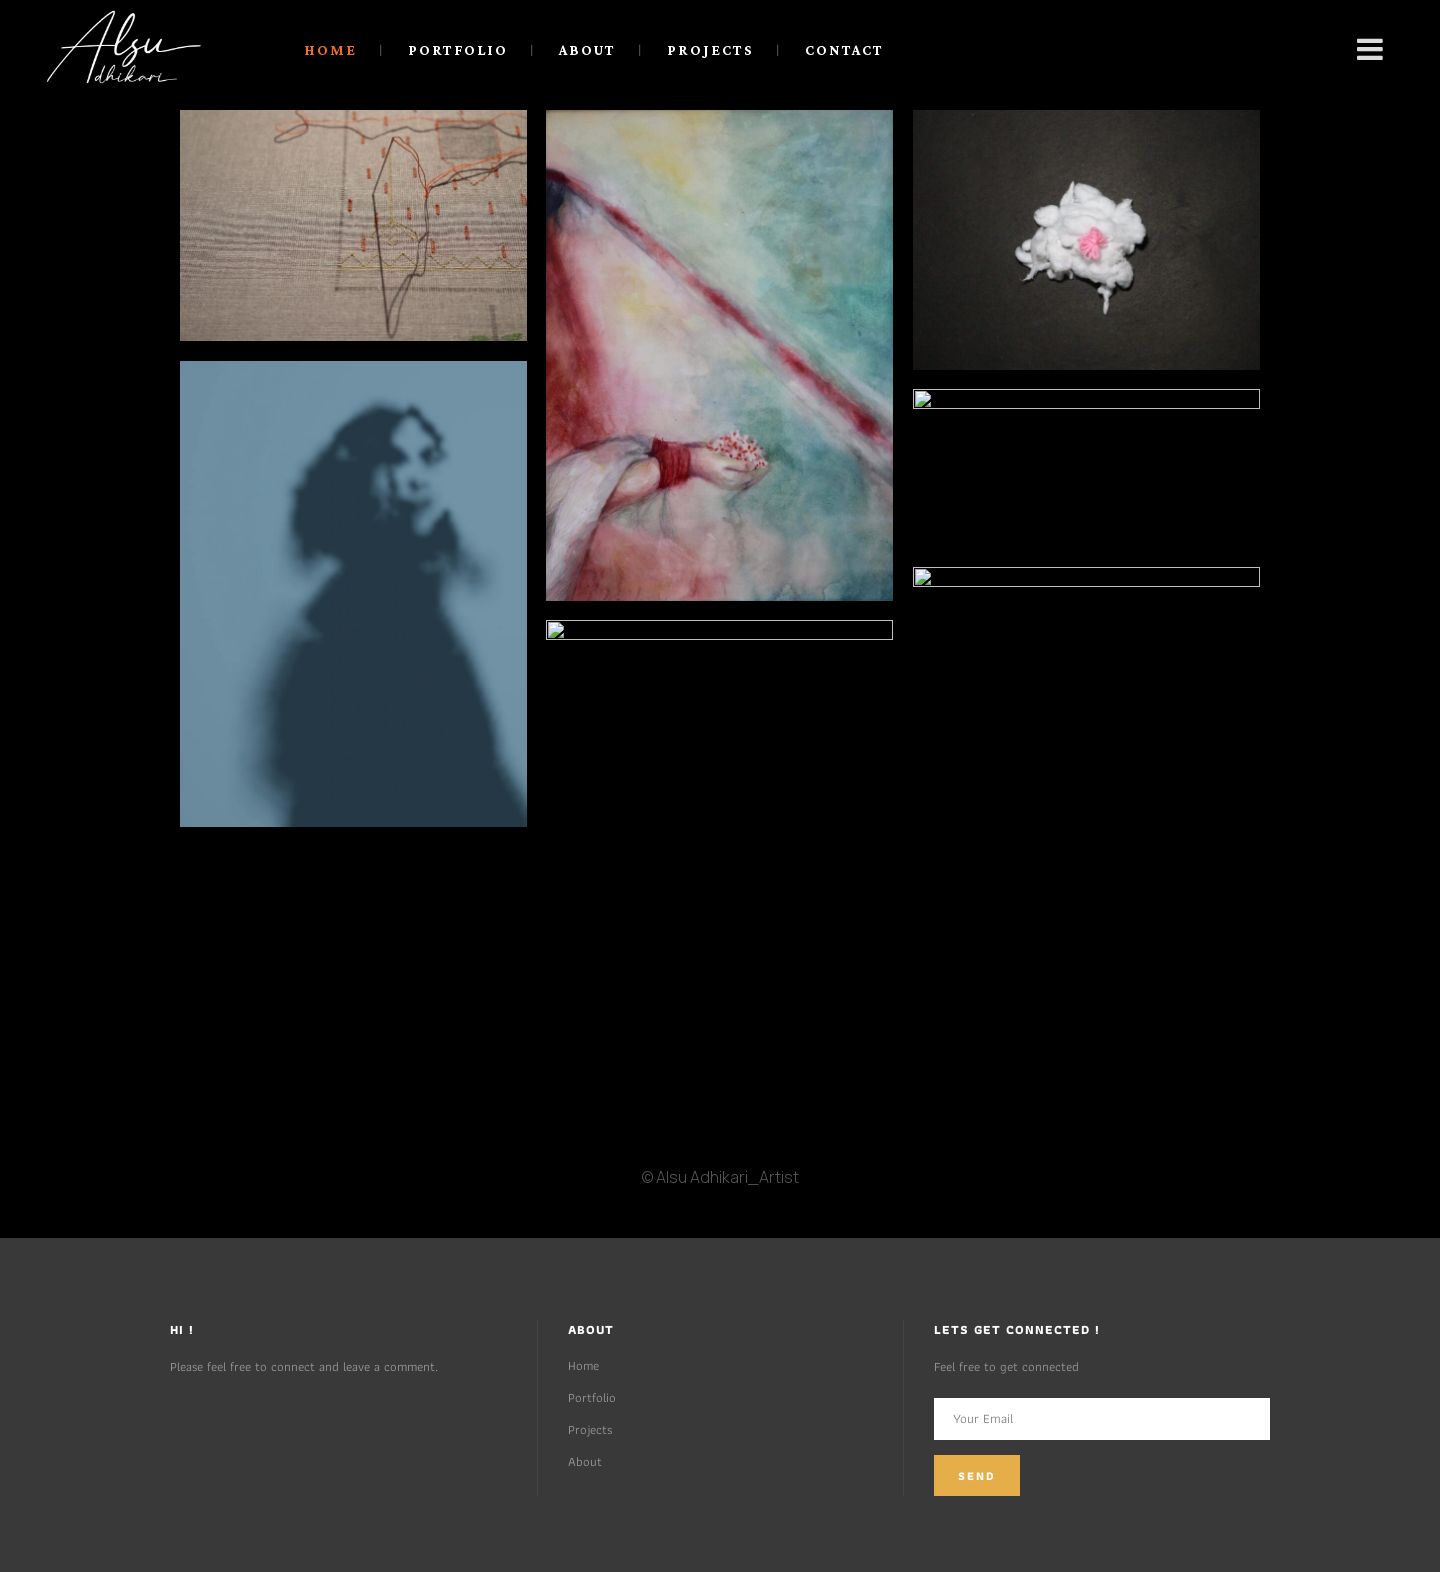 Alsu
Adhikari
HOME | PORTFOLIO | ABOUT | PROJECTS | CONTACT
© Alsu Adhikari_Artist
HI !
Please feel free to connect and leave a comment.
ABOUT
Home
Portfolio
Projects
About
LETS GET CONNECTED !
Feel free to get connected
Your Email
SEND